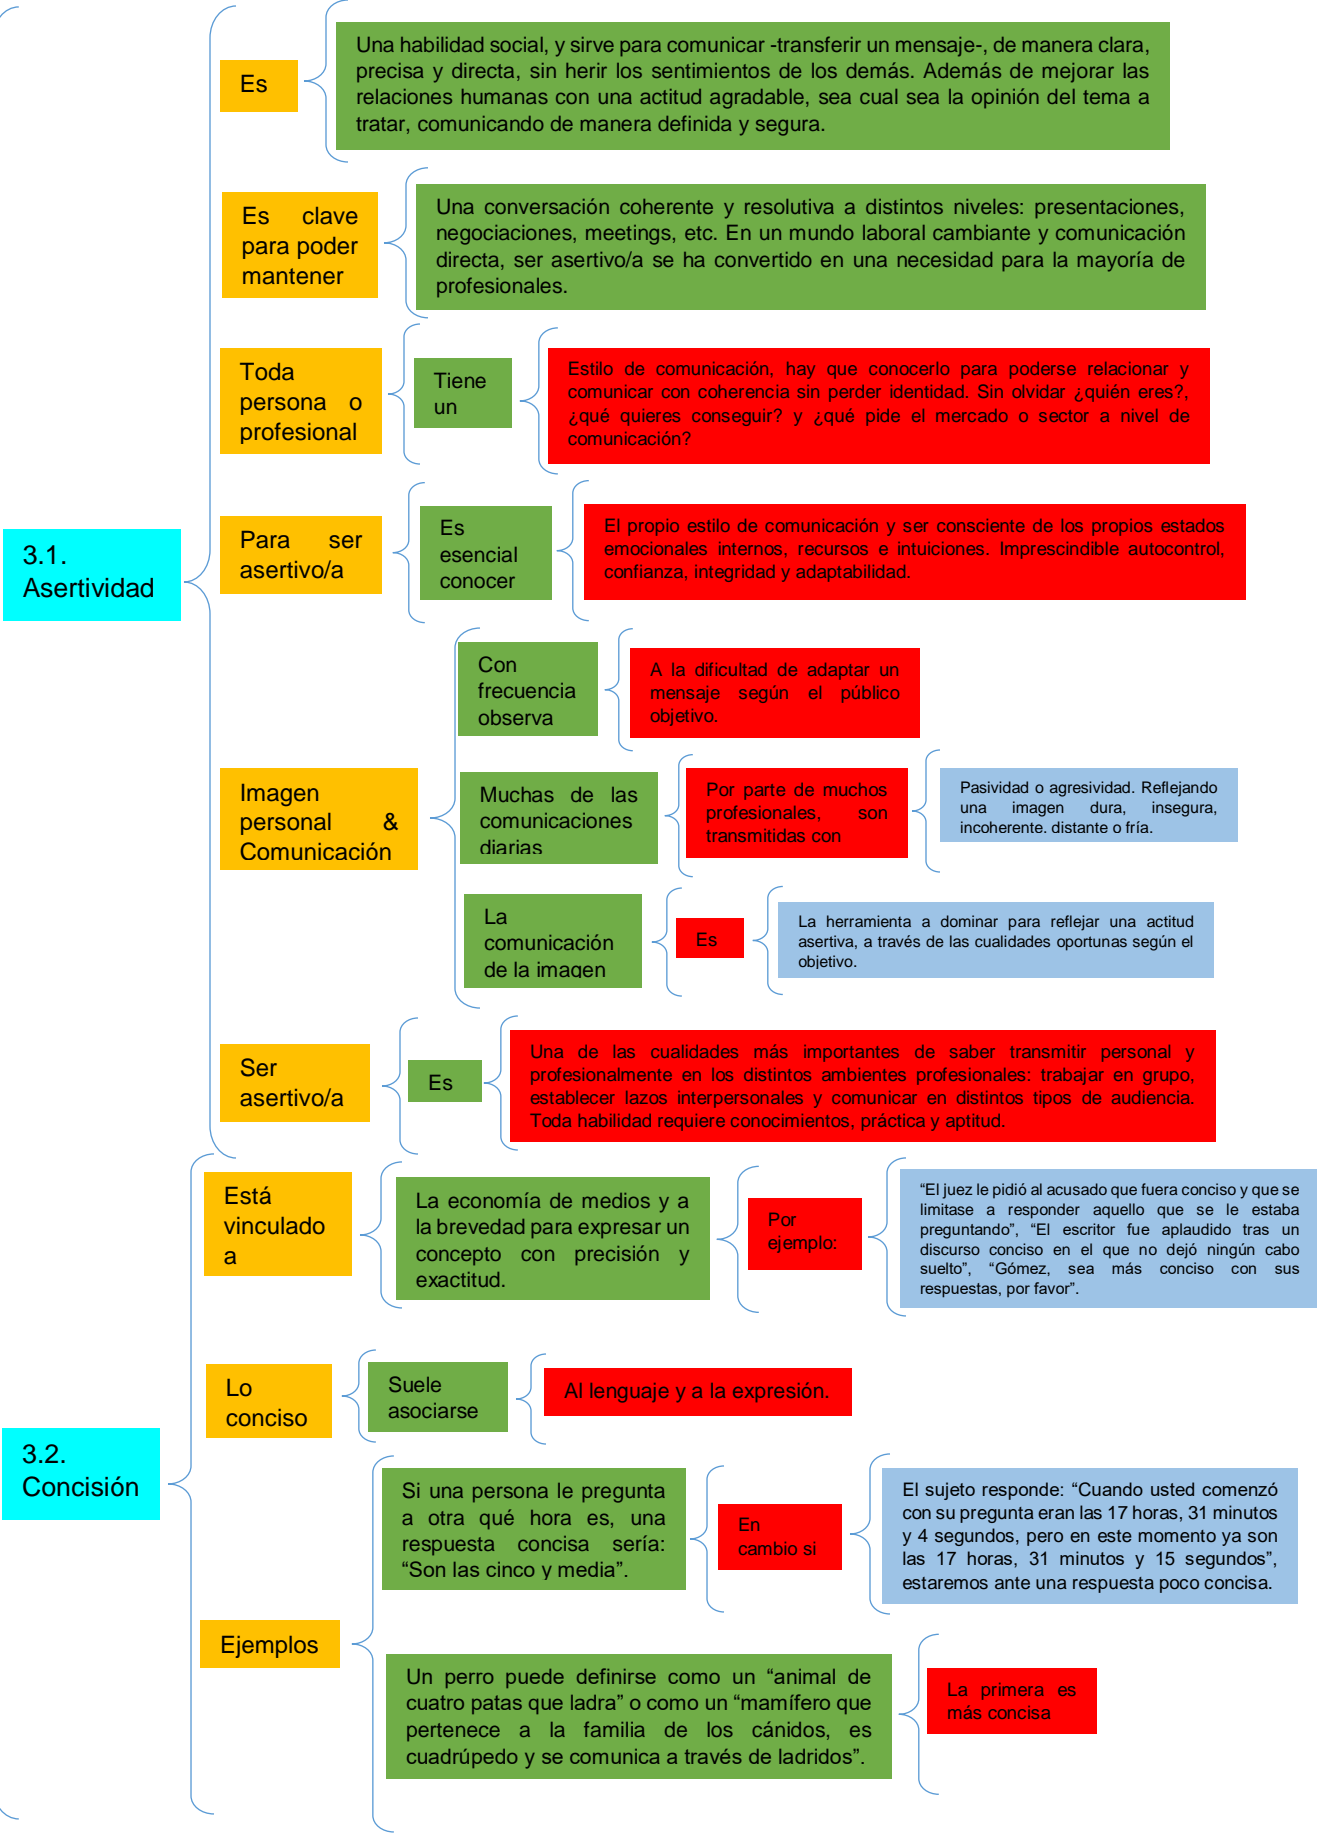 3.1.
Asertividad
Es
Una habilidad social, y sirve para comunicar -transferir un mensaje-, de manera clara,
precisa y directa, sin herir los sentimientos de los demás. Además de mejorar las
relaciones humanas con una actitud agradable, sea cual sea la opinión del tema a
tratar, comunicando de manera definida y segura.
Es clave
para poder
mantener
Una conversación coherente y resolutiva a distintos niveles: presentaciones,
negociaciones, meetings, etc. En un mundo laboral cambiante y comunicación
directa, ser asertivo/a se ha convertido en una necesidad para la mayoría de
profesionales.
Toda
persona o
profesional
Tiene
un
Estilo de comunicación, hay que conocerlo para poderse relacionar y
comunicar con coherencia sin perder identidad. Sin olvidar ¿quién eres?,
¿qué quieres conseguir? y ¿qué pide el mercado o sector a nivel de
comunicación?
Para ser
asertivo/a
Es
esencial
conocer
El propio estilo de comunicación y ser consciente de los propios estados
emocionales internos, recursos e intuiciones. Imprescindible autocontrol,
confianza, integridad y adaptabilidad.
Imagen
personal &
Comunicación
Con
frecuencia
observa
A la dificultad de adaptar un
mensaje según el público
objetivo.
Muchas de las
comunicaciones
diarias
Por parte de muchos
profesionales, son
transmitidas con
Pasividad o agresividad. Reflejando
una imagen dura, insegura,
incoherente. distante o fría.
La
comunicación
de la imagen
Es
La herramienta a dominar para reflejar una actitud
asertiva, a través de las cualidades oportunas según el
objetivo.
Ser
asertivo/a
Es
Una de las cualidades más importantes de saber transmitir personal y
profesionalmente en los distintos ambientes profesionales: trabajar en grupo,
establecer lazos interpersonales y comunicar en distintos tipos de audiencia.
Toda habilidad requiere conocimientos, práctica y aptitud.
3.2.
Concisión
Está
vinculado
a
La economía de medios y a
la brevedad para expresar un
concepto con precisión y
exactitud.
Por
ejemplo:
“El juez le pidió al acusado que fuera conciso y que se
limitase a responder aquello que se le estaba
preguntando”, “El escritor fue aplaudido tras un
discurso conciso en el que no dejó ningún cabo
suelto”, “Gómez, sea más conciso con sus
respuestas, por favor”.
Lo
conciso
Suele
asociarse
Al lenguaje y a la expresión.
Ejemplos
Si una persona le pregunta
a otra qué hora es, una
respuesta concisa sería:
“Son las cinco y media”.
En
cambio si
El sujeto responde: “Cuando usted comenzó
con su pregunta eran las 17 horas, 31 minutos
y 4 segundos, pero en este momento ya son
las 17 horas, 31 minutos y 15 segundos”,
estaremos ante una respuesta poco concisa.
Un perro puede definirse como un “animal de
cuatro patas que ladra” o como un “mamífero que
pertenece a la familia de los cánidos, es
cuadrúpedo y se comunica a través de ladridos”.
La primera es
más concisa